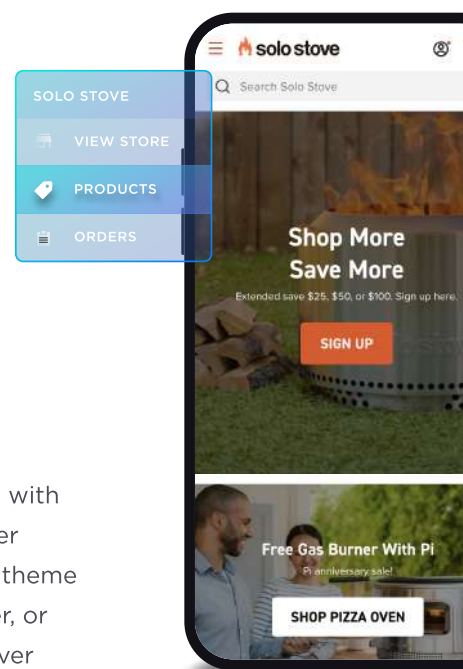 solo stove
Search Solo Stove
SOLO STOVE
VIEW STORE
PRODUCTS
ORDERS
Shop More
Save More
Extended save $25, $50, or $100. Sign up here.
SIGN UP
with
er
theme
er, or
ver
Free Gas Burner With Pi
Pi anniversary sale!
SHOP PIZZA OVEN